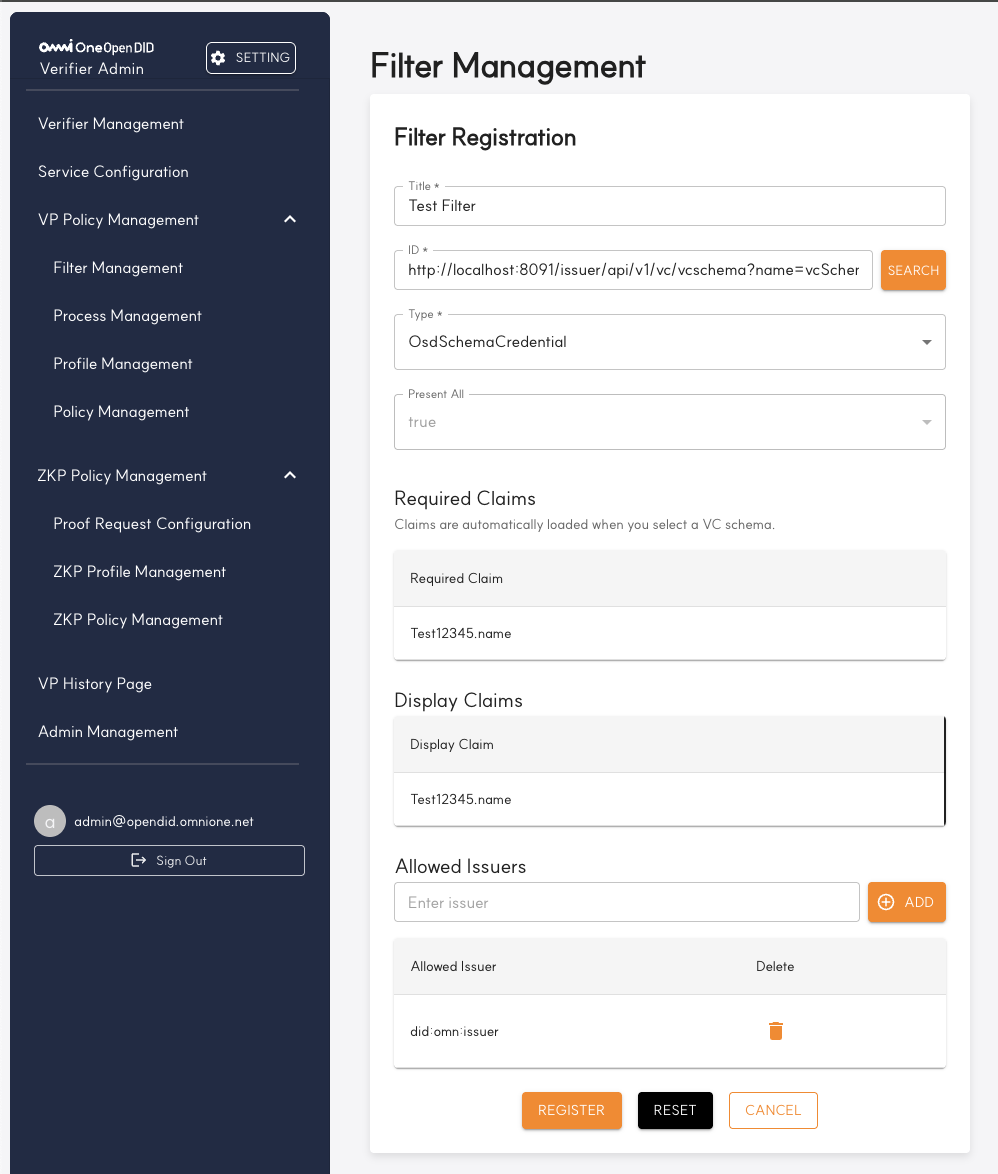 omni One Open DID
Verifier Admin
SETTING
Verifier Management
Service Configuration
VP Policy Management
Filter Management
Process Management
Profile Management
Policy Management
ZKP Policy Management
Proof Request Configuration
ZKP Profile Management
ZKP Policy Management
VP History Page
Admin Management
a
admin@opendid.omnione.net
Sign Out
Filter Management
Filter Registration
Title *
Test Filter
ID *
http://localhost:8091/issuer/api/v1/vc/vcschema?name=vcScher
SEARCH
Type *
OsdSchemaCredential
Present All
true
Required Claims
Claims are automatically loaded when you select a VC schema.
Required Claim
Test12345.name
Display Claims
Display Claim
Test12345.name
Allowed Issuers
Enter issuer
ADD
Allowed Issuer Delete
did:omn:issuer
REGISTER RESET CANCEL